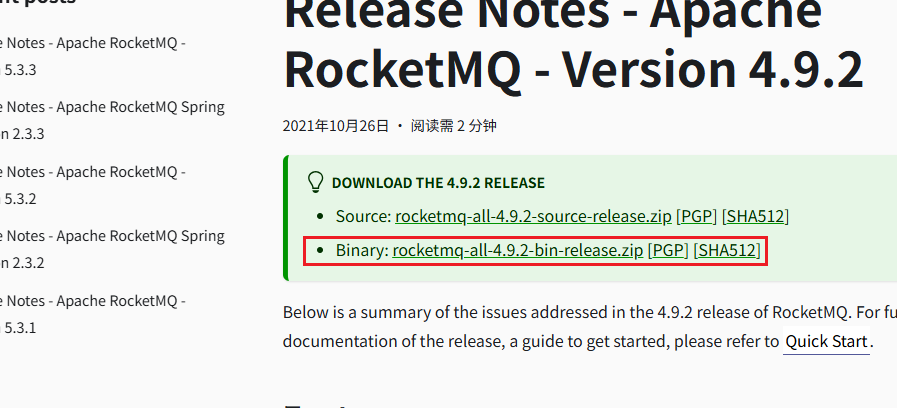 nt posts
e Notes - Apache RocketMQ -
5.3.3
e Notes - Apache RocketMQ Spring
on 2.3.3
e Notes - Apache RocketMQ -
5.3.2
e Notes - Apache RocketMQ Spring
on 2.3.2
e Notes - Apache RocketMQ -
5.3.1
Release Notes - Apache
RocketMQ - Version 4.9.2
2021年10月26日 · 阅读需 2 分钟
DOWNLOAD THE 4.9.2 RELEASE
• Source: rocketmq-all-4.9.2-source-release.zip [PGP] [SHA512]
• Binary: rocketmq-all-4.9.2-bin-release.zip [PGP] [SHA512]
Below is a summary of the issues addressed in the 4.9.2 release of RocketMQ. For fu
documentation of the release, a guide to get started, please refer to Quick Start.